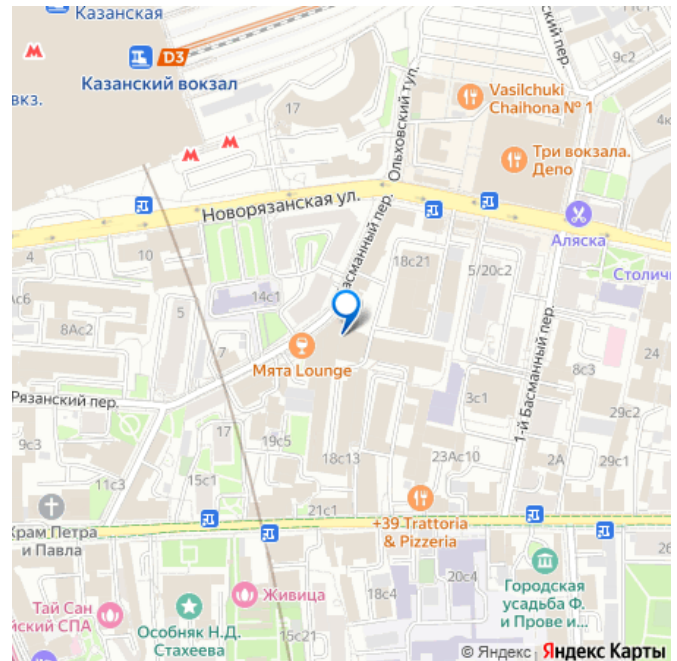 Казанская
D3
Казанский вокзал
вкз.
17
Ольховский туп.
Басманный пер.
9с2
Vasilchuki
Chaihona № 1
4к
Три вокзала.
Депо
Новорязанская ул.
Аляска
4
10
18с21
5/20с2
Столич
асманный пер.
14с1
Ас6
5
8Ас2
7
Мята Lounge
1-й Басманный пер.
24
8с3
Рязанский пер.
3с1
29с2
9с3
17
19с5
18с13
23Ас10
2А
29с1
11с3
15с1
21с1
Храм Петра
и Павла
+39 Trattoria
& Pizzeria
26
Тай Сан
йский СПА
Живица
20с4
18с4
Городская
усадьба Ф.
и Прове и...
Особняк Н.Д.
Стахеева
15с21
© Яндекс
Яндекс Карты